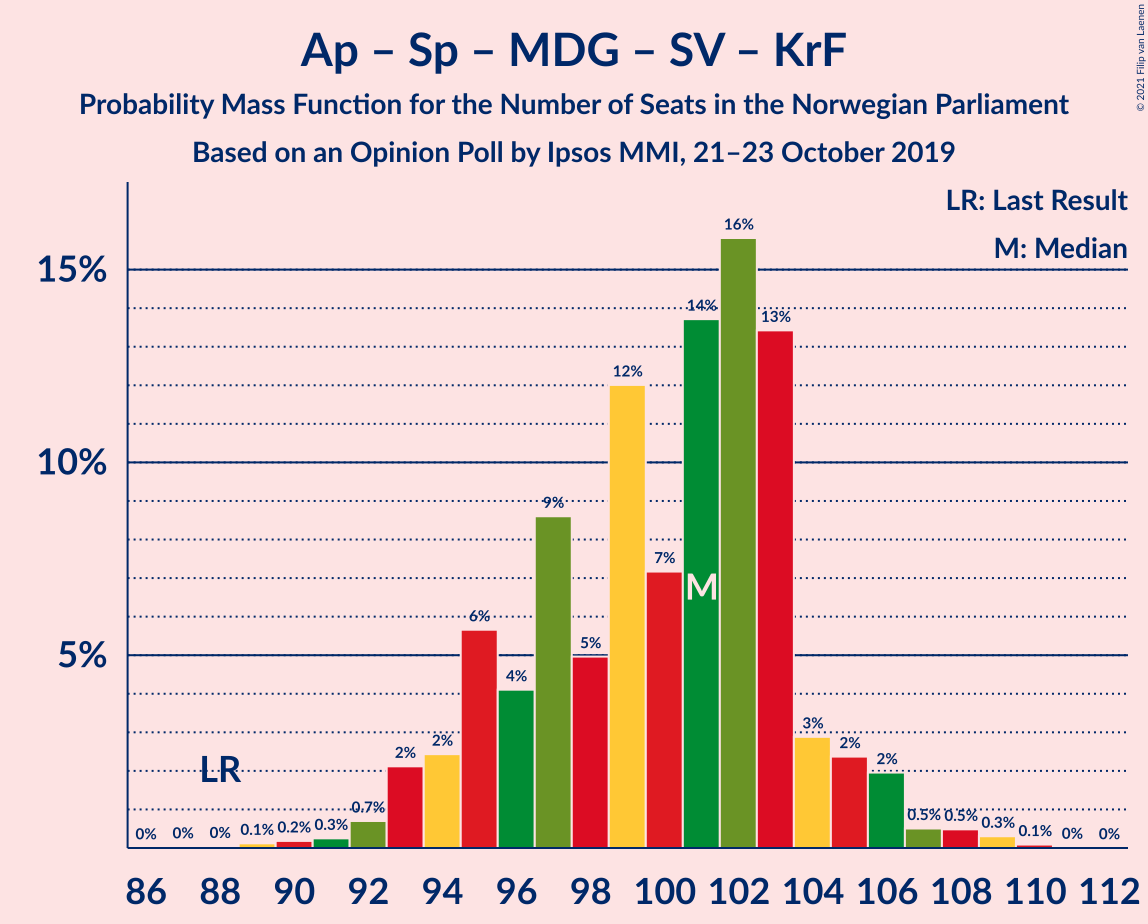 Ap – Sp – MDG – SV – KrF
Probability Mass Function for the Number of Seats in the Norwegian Parliament
Based on an Opinion Poll by Ipsos MMI, 21–23 October 2019
© 2021 Filip van Laenen
LR: Last Result
M: Median
15%
10%
5%
0% 0% 0% 0.1% 0.2% 0.3% 0.7% 2% 2% 6% 4% 9% 5% 12% 7% 14% 16% 13% 3% 2% 2% 0.5% 0.5% 0.3% 0.1% 0% 0%
LR
M
86 88 90 92 94 96 98 100 102 104 106 108 110 112